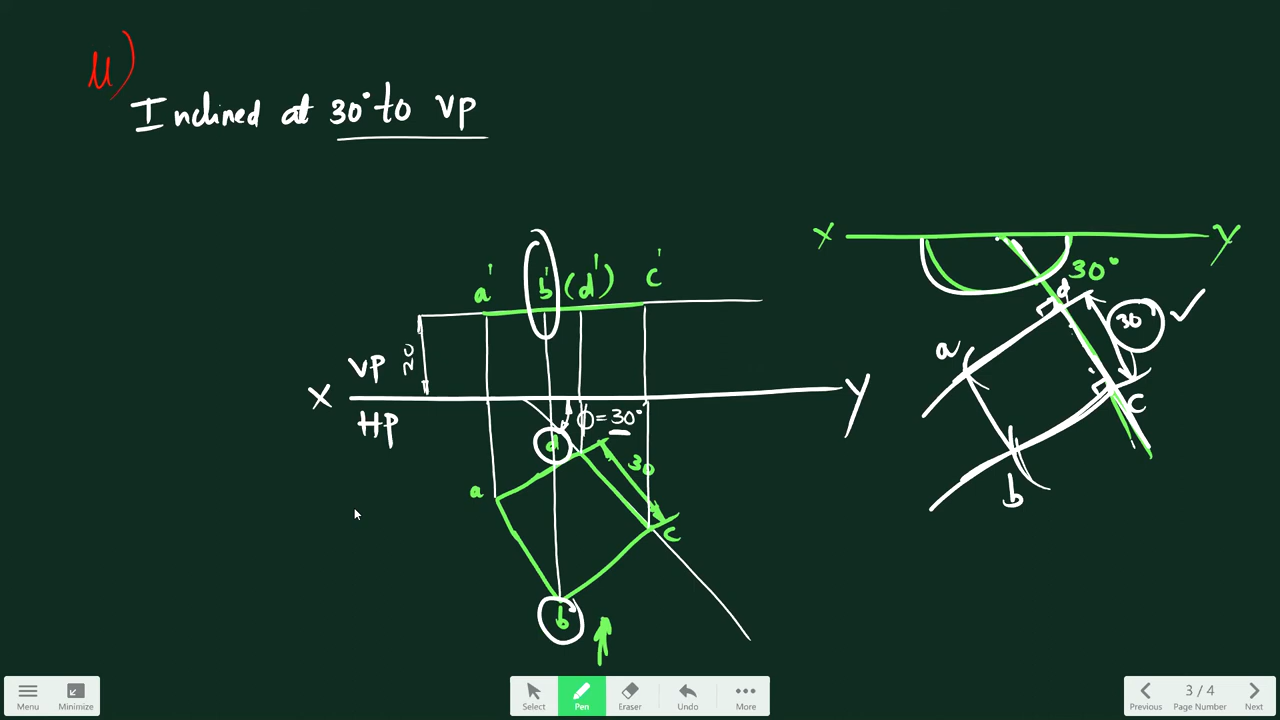 11)
Inclined at 30° to VP
X Y
30°
a' b' (d') c'
d
30
a
20
VP
X Y
HP
ϕ = 30°
d
c
30
a
c
b
b
Menu Minimize Select Pen Eraser Undo More Previous 3 / 4 Page Number Next